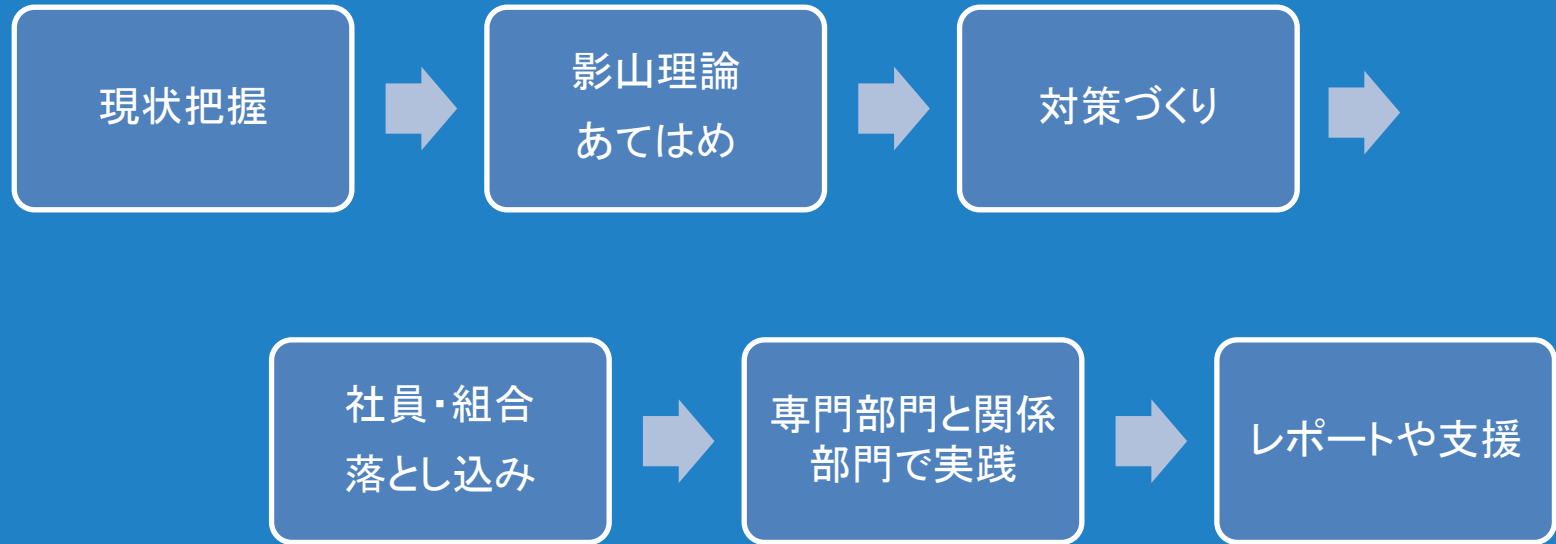 現状把握
影山理論
あてはめ
対策づくり
社員・組合
落とし込み
専門部門と関係
部門で実践
レポートや支援